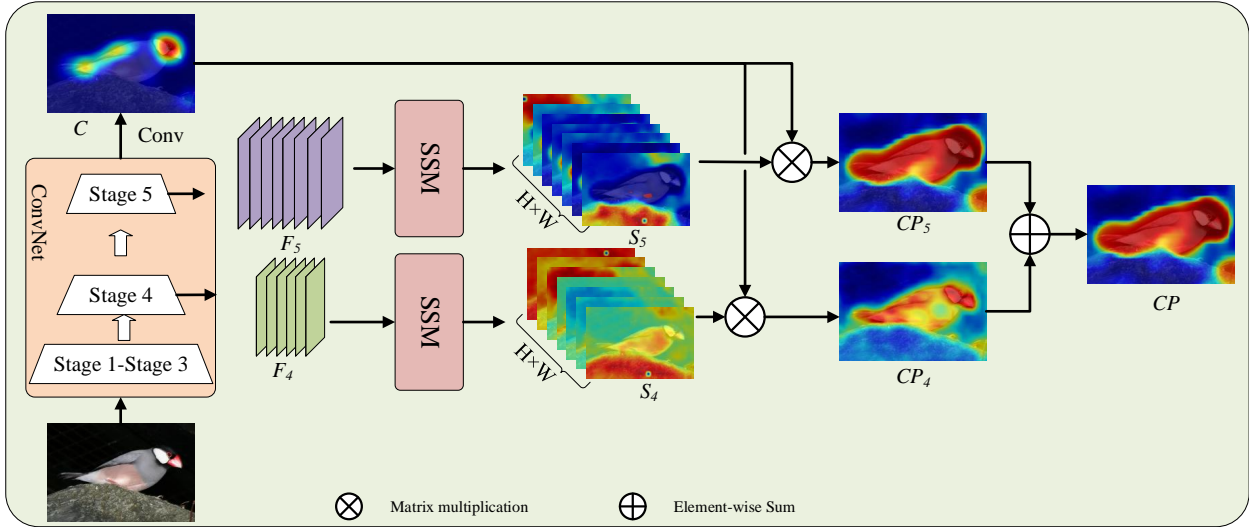 C
Conv
ConvNet
Stage 5
Stage 4
Stage 1-Stage 3
F5
F4
SSM
SSM
H×W
S5
H×W
S4
CP5
CP4
CP
Matrix multiplication
Element-wise Sum